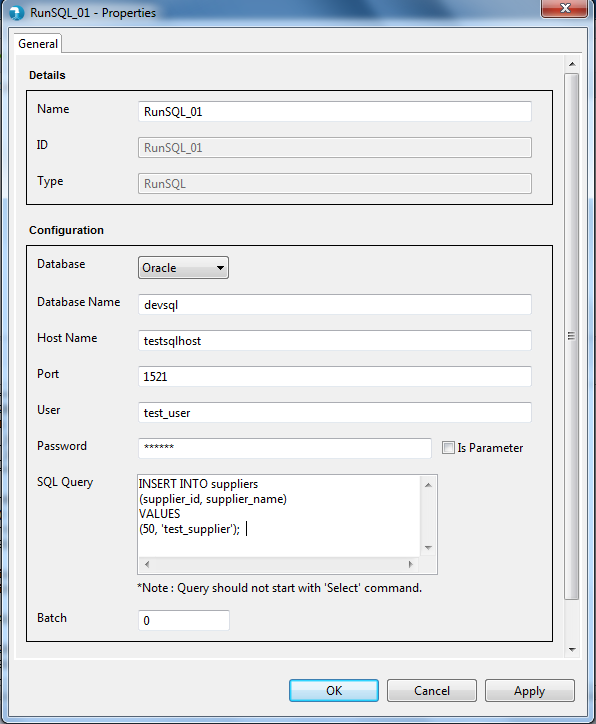 RunSQL_01 - Properties
General
Details
Name RunSQL_01
ID RunSQL_01
Type RunSQL
Configuration
Database Oracle
Database Name devsql
Host Name testsqlhost
Port 1521
User test_user
Password ****** Is Parameter
SQL Query INSERT INTO suppliers
(supplier_id, supplier_name)
VALUES
(50, 'test_supplier');
*Note : Query should not start with 'Select' command.
Batch 0
OK Cancel Apply